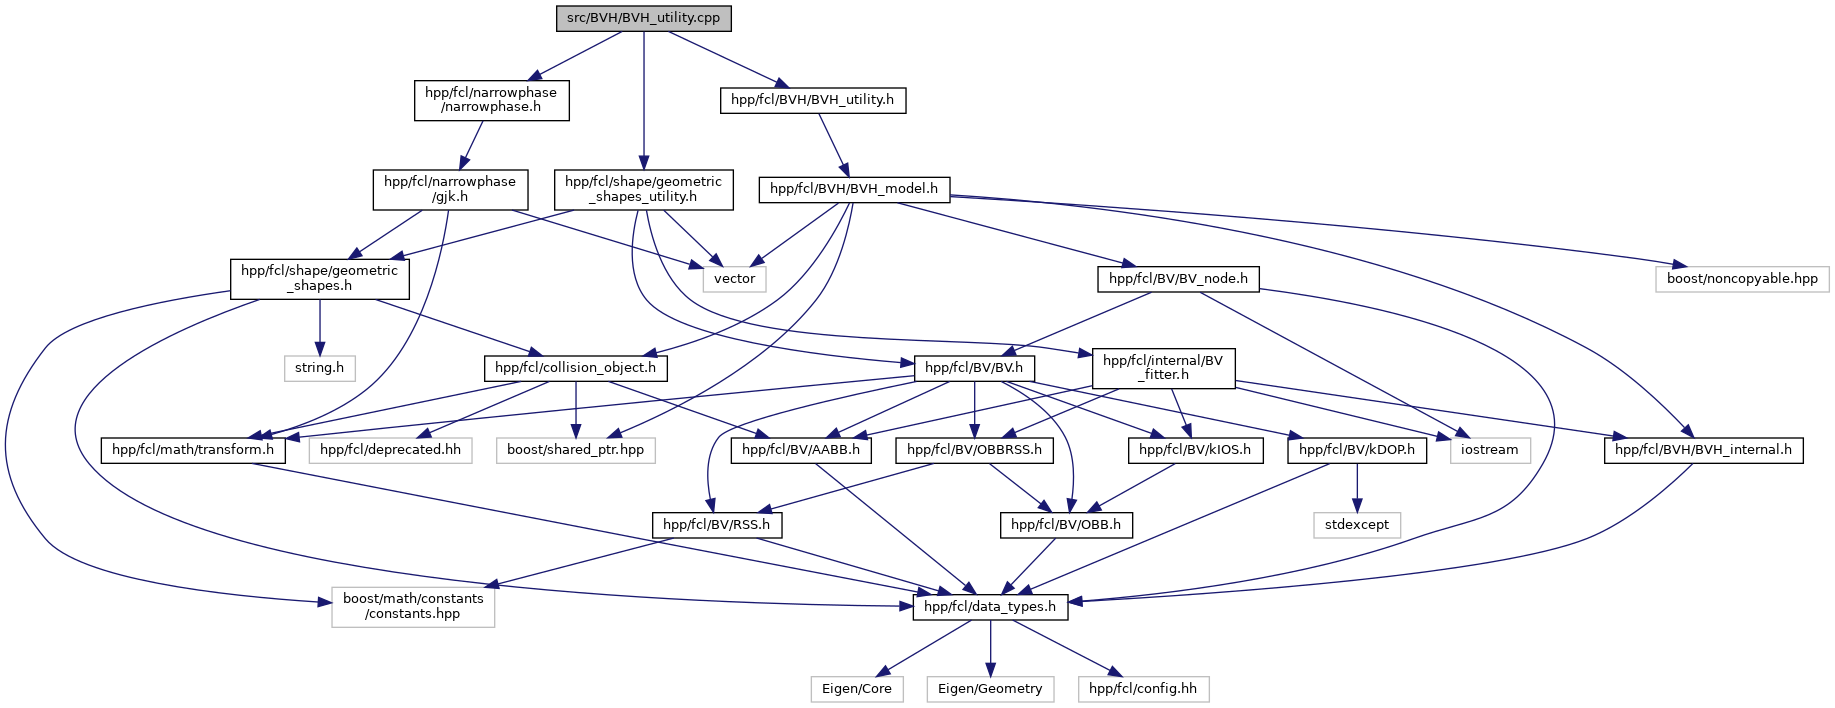 src/BVH/BVH_utility.cpp
hpp/fcl/narrowphase
/narrowphase.h
hpp/fcl/BVH/BVH_utility.h
hpp/fcl/narrowphase
/gjk.h
hpp/fcl/shape/geometric
_shapes_utility.h
hpp/fcl/BVH/BVH_model.h
hpp/fcl/shape/geometric
_shapes.h
vector
hpp/fcl/BV/BV_node.h
boost/noncopyable.hpp
string.h
hpp/fcl/collision_object.h
hpp/fcl/BV/BV.h
hpp/fcl/internal/BV
_fitter.h
hpp/fcl/math/transform.h
hpp/fcl/deprecated.hh
boost/shared_ptr.hpp
hpp/fcl/BV/AABB.h
hpp/fcl/BV/OBBRSS.h
hpp/fcl/BV/kIOS.h
hpp/fcl/BV/kDOP.h
iostream
hpp/fcl/BVH/BVH_internal.h
hpp/fcl/BV/RSS.h
hpp/fcl/BV/OBB.h
stdexcept
boost/math/constants
/constants.hpp
hpp/fcl/data_types.h
Eigen/Core
Eigen/Geometry
hpp/fcl/config.hh